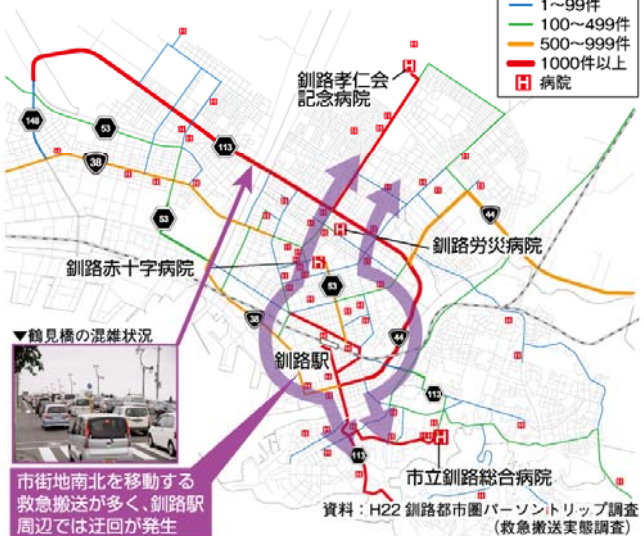 1〜99件
100〜499件
500〜999件
1000件以上
H 病院
釧路孝仁会
記念病院
148
53
113
38
53
44
釧路労災病院
釧路赤十字病院
53
38
44
▼鶴見橋の混雑状況
釧路駅
113
113
市立釧路総合病院
市街地南北を移動する
救急搬送が多く、釧路駅
周辺では迂回が発生
資料：H22 釧路都市圏パーソントリップ調査
（救急搬送実態調査）